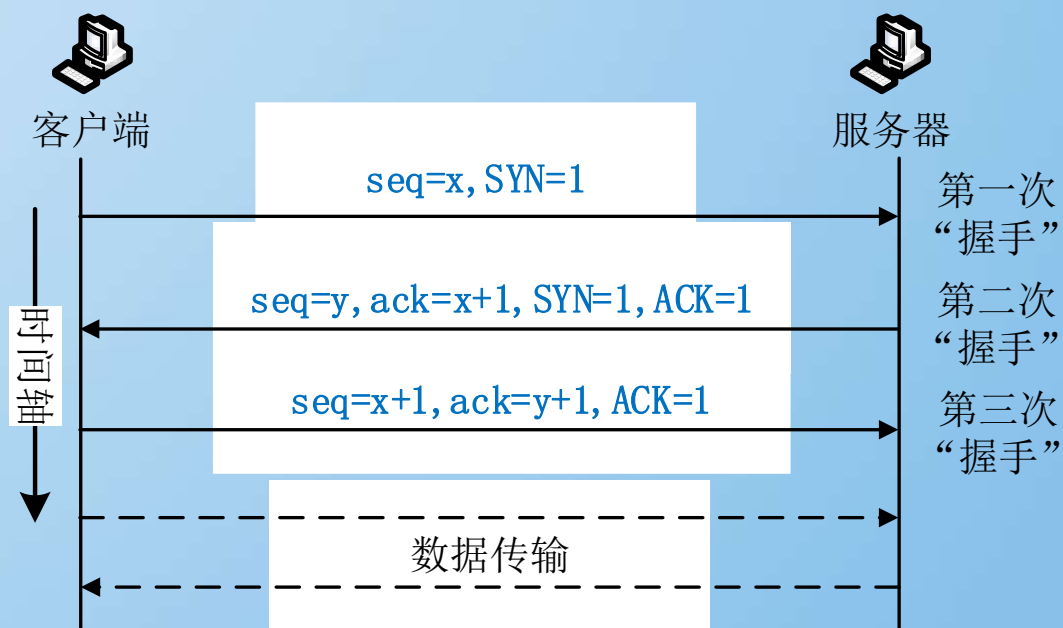 客户端
服务器
seq=x,SYN=1
第一次
“握手”
seq=y,ack=x+1,SYN=1,ACK=1
第二次
“握手”
时间轴
seq=x+1,ack=y+1,ACK=1
第三次
“握手”
数据传输